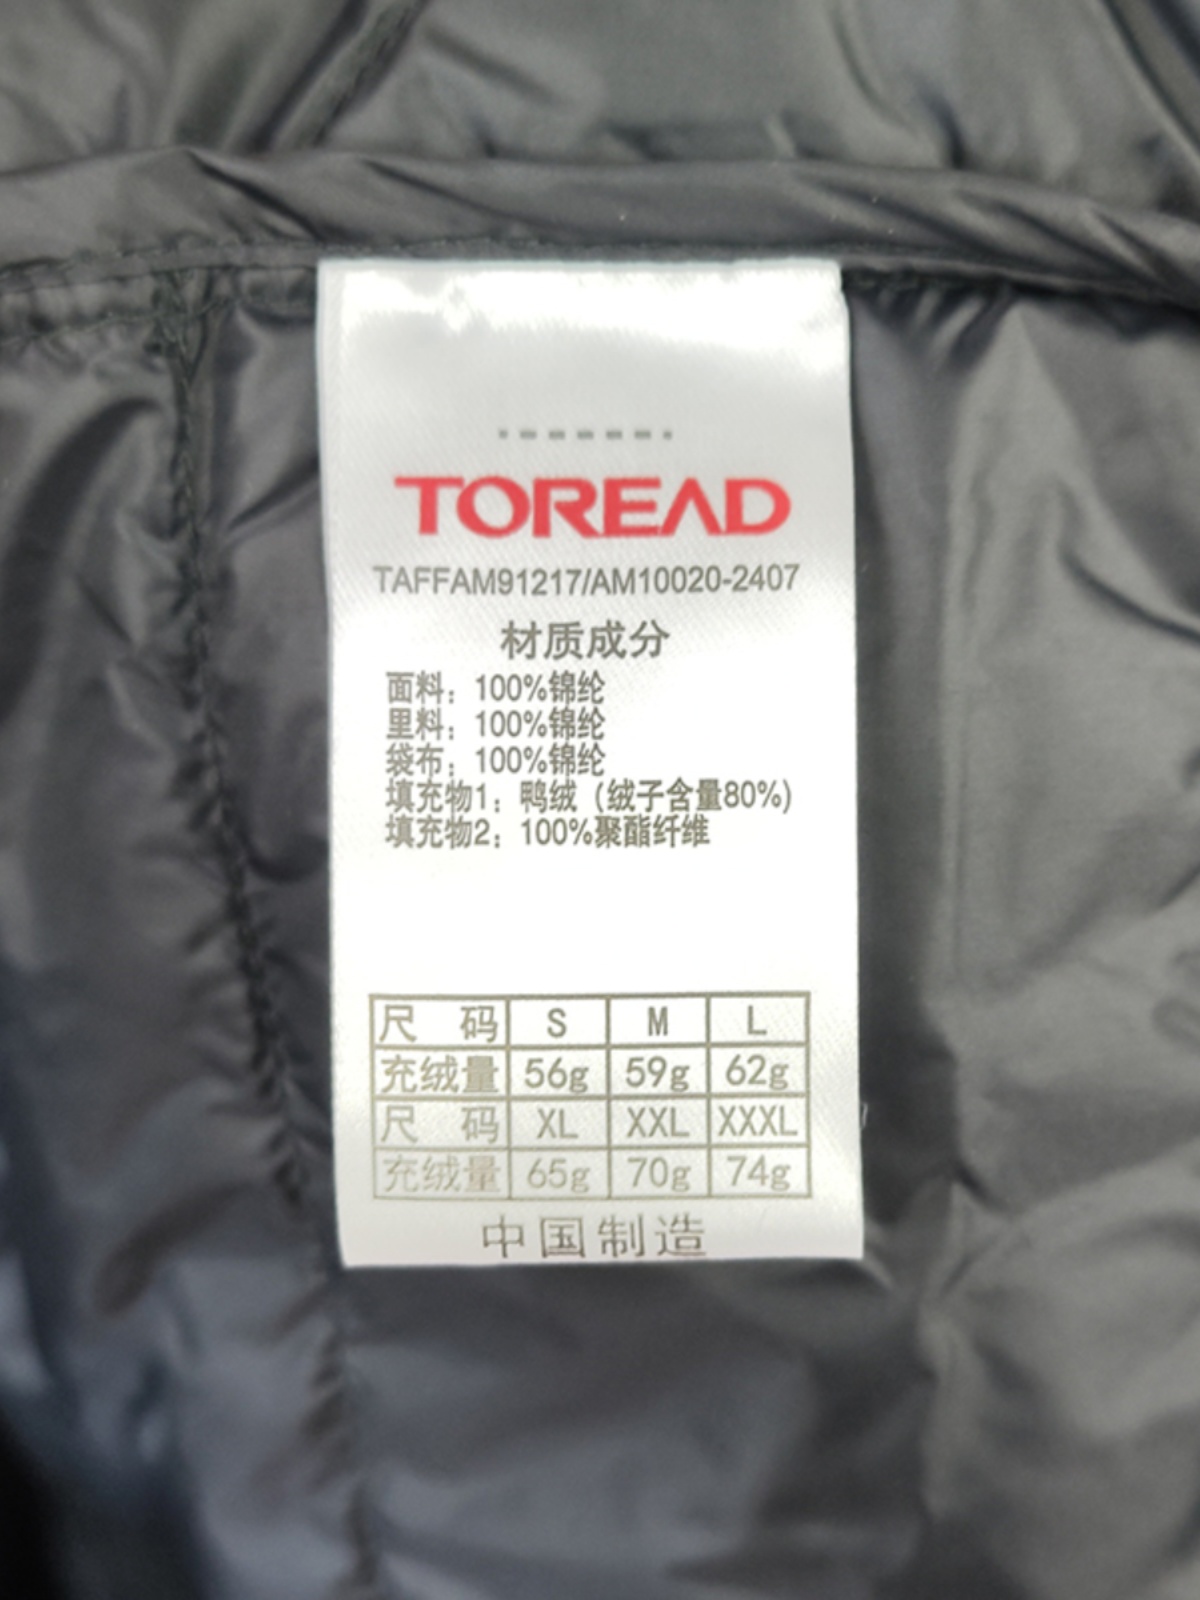 TOREAD
TAFFAM91217/AM10020-2407
材质成分
面料：100%锦纶
里料：100%锦纶
袋布：100%锦纶
填充物1：鸭绒（绒子含量80%）
填充物2：100%聚酯纤维
尺 码 S M L
充绒量 56g 59g 62g
尺 码 XL XXL XXXL
充绒量 65g 70g 74g
中国制造